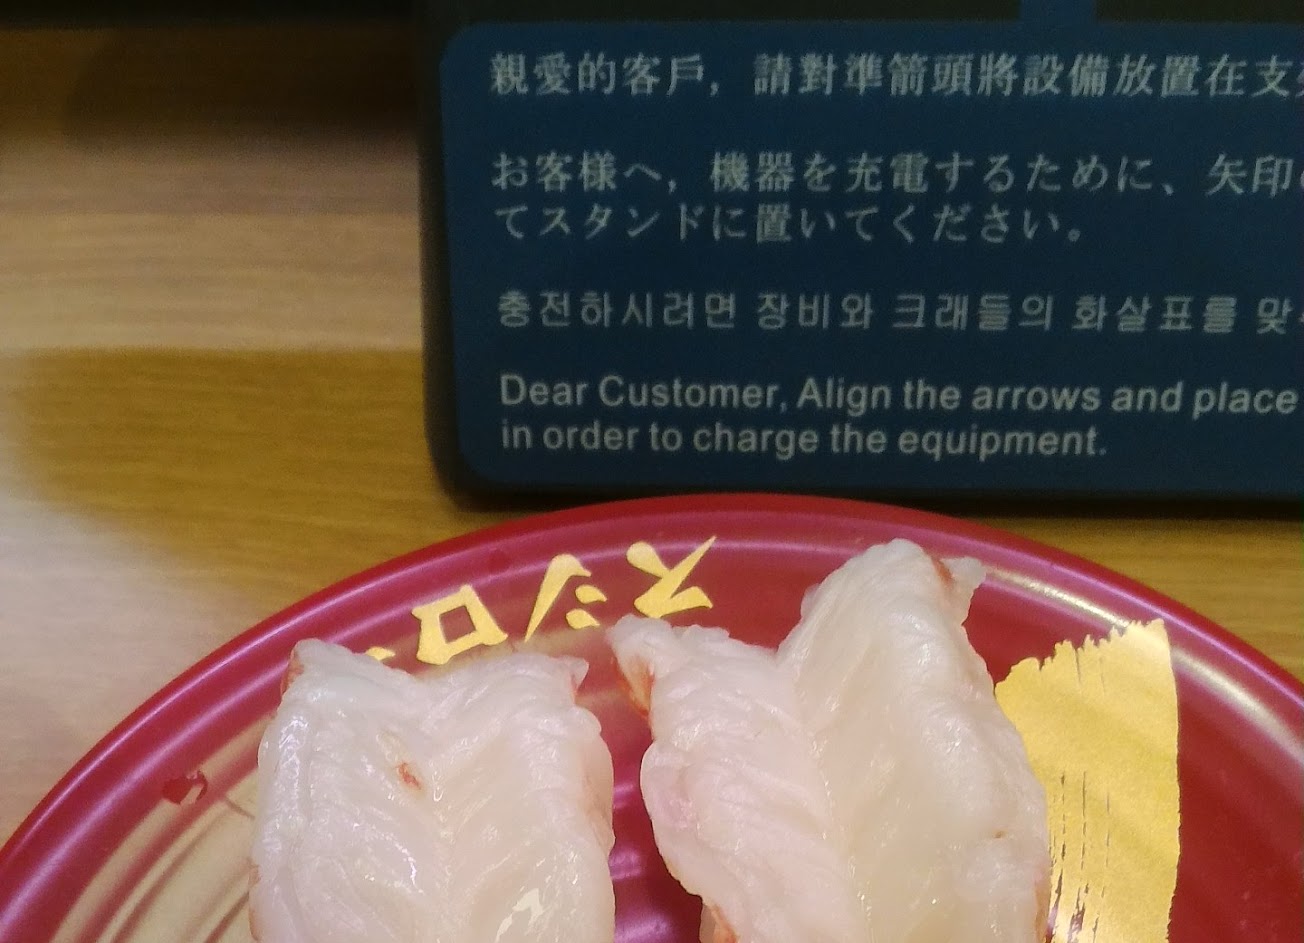 親愛的客戶，請對準箭頭將設備放置在支
お客様へ，機器を充電するために、矢印
てスタンドに置いてください。
충전하시려면 장비와 크래들의 화살표를 맞
Dear Customer, Align the arrows and place
in order to charge the equipment.
スシロ